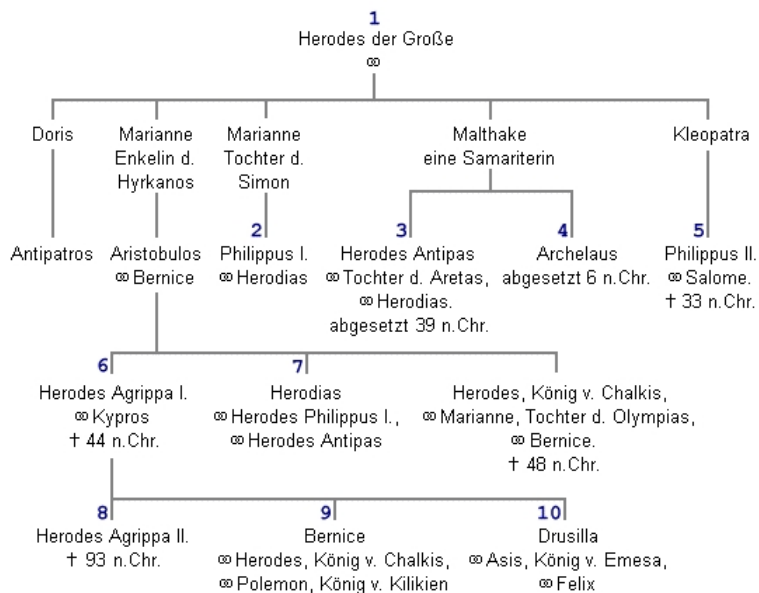 1
Herodes der Große
⚭
Doris
Marianne
Enkelin d.
Hyrkanos
Marianne
Tochter d.
Simon
Malthake
eine Samariterin
Kleopatra
Antipatros
Aristobulos
⚭ Bernice
2
Philippus I.
⚭ Herodias
3
Herodes Antipas
⚭ Tochter d. Aretas,
⚭ Herodias.
abgesetzt 39 n.Chr.
4
Archelaus
abgesetzt 6 n.Chr.
5
Philippus II.
⚭ Salome.
† 33 n.Chr.
6
Herodes Agrippa I.
⚭ Kypros
† 44 n.Chr.
7
Herodias
⚭ Herodes Philippus I.,
⚭ Herodes Antipas
Herodes, König v. Chalkis,
⚭ Marianne, Tochter d. Olympias,
⚭ Bernice.
† 48 n.Chr.
8
Herodes Agrippa II.
† 93 n.Chr.
9
Bernice
⚭ Herodes, König v. Chalkis,
⚭ Polemon, König v. Kilikien
10
Drusilla
⚭ Asis, König v. Emesa,
⚭ Felix